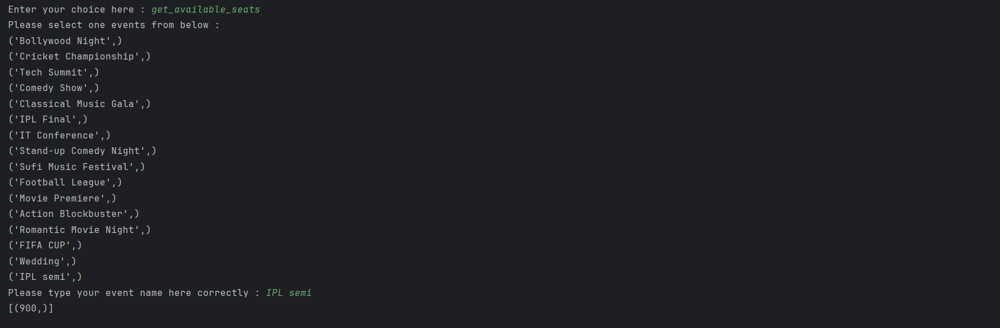 Enter your choice here : get_available_seats
Please select one events from below :
('Bollywood Night',)
('Cricket Championship',)
('Tech Summit',)
('Comedy Show',)
('Classical Music Gala',)
('IPL Final',)
('IT Conference',)
('Stand-up Comedy Night',)
('Sufi Music Festival',)
('Football League',)
('Movie Premiere',)
('Action Blockbuster',)
('Romantic Movie Night',)
('FIFA CUP',)
('Wedding',)
('IPL semi',)
Please type your event name here correctly : IPL semi
[(900,)]